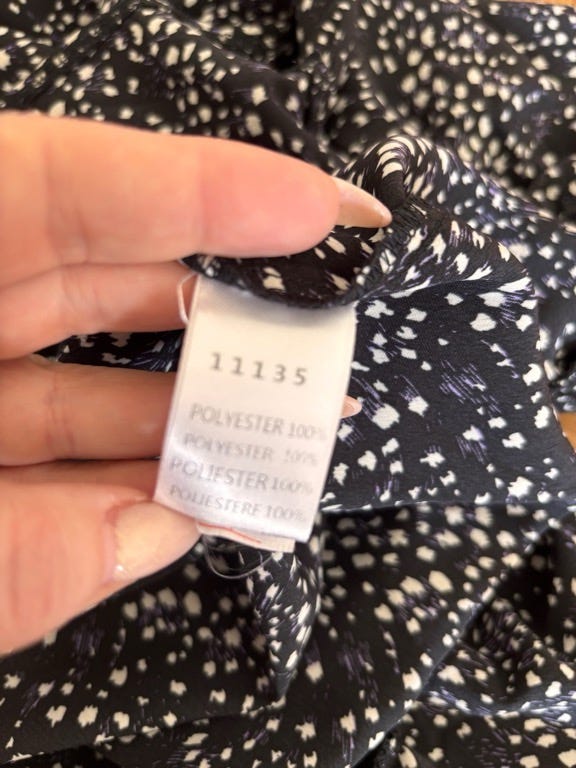 11135
POLYESTER 100%
POLYESTER 100%
POLIESTER 100%
POLIESTERE 100%